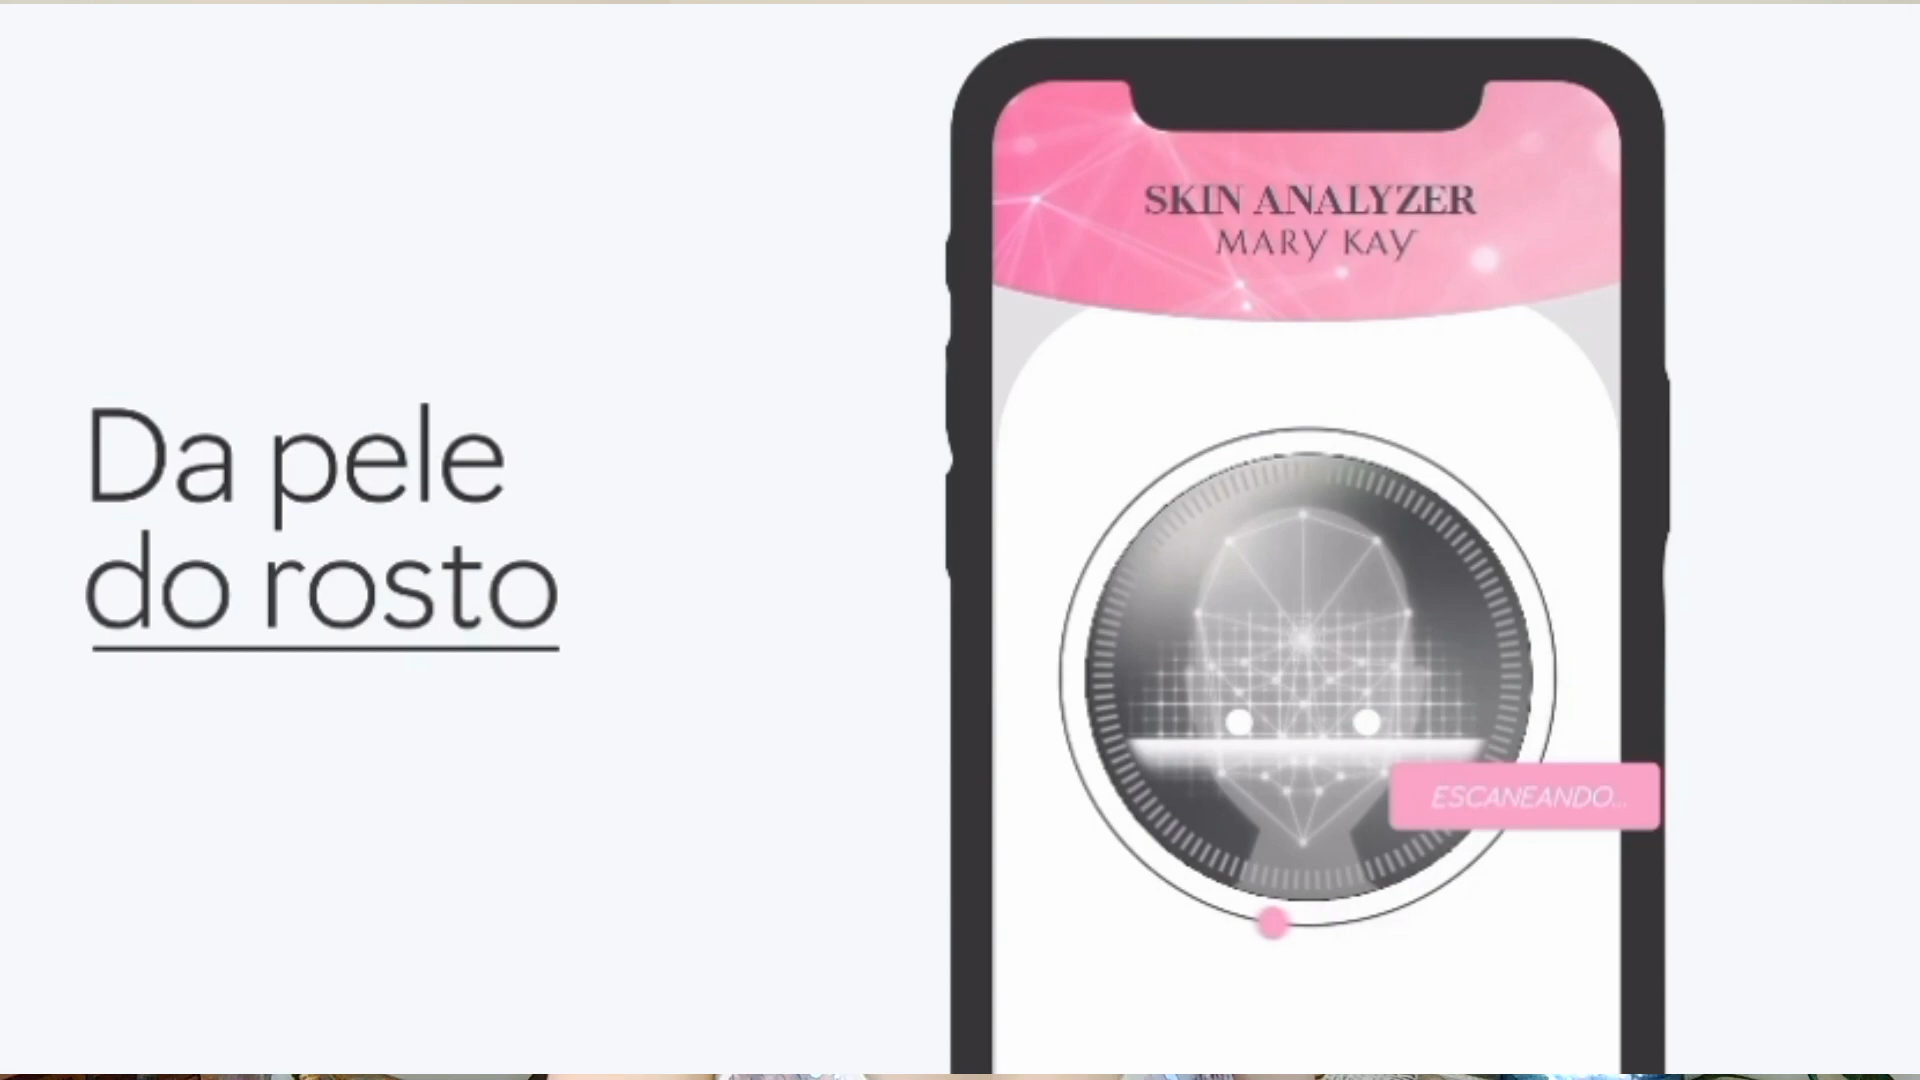 Da pele
do rosto
SKIN ANALYZER
MARY KAY
ESCANEANDO...